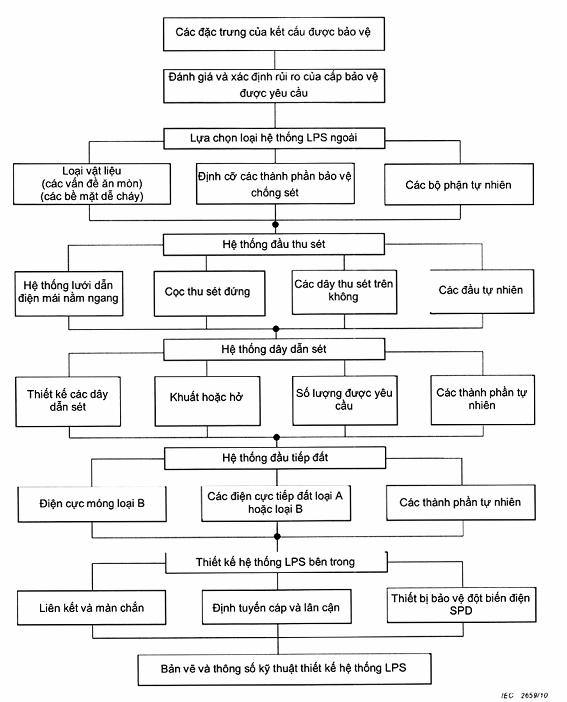 Các đặc trưng của kết cấu được bảo vệ
Đánh giá và xác định rủi ro của cấp bảo vệ
được yêu cầu
Lựa chọn loại hệ thống LPS ngoài
Loại vật liệu
(các vấn đề ăn mòn)
(các bề mặt dễ cháy)
Định cỡ các thành phần bảo vệ
chống sét
Các bộ phận tự nhiên
Hệ thống đầu thu sét
Hệ thống lưới dẫn
điện mái nằm ngang
Cọc thu sét đứng
Các dây thu sét trên
không
Các đầu tự nhiên
Hệ thống dây dẫn sét
Thiết kế các dây
dẫn sét
Khuất hoặc hở
Số lượng được yêu
cầu
Các thành phần tự
nhiên
Hệ thống đầu tiếp đất
Điện cực móng loại B
Các điện cực tiếp đất loại A
hoặc loại B
Các thành phần tự nhiên
Thiết kế hệ thống LPS bên trong
Liên kết và màn chắn
Định tuyến cáp và lân cận
Thiết bị bảo vệ đột biến điện
SPD
Bản vẽ và thông số kỹ thuật thiết kế hệ thống LPS
IEC 2659/10